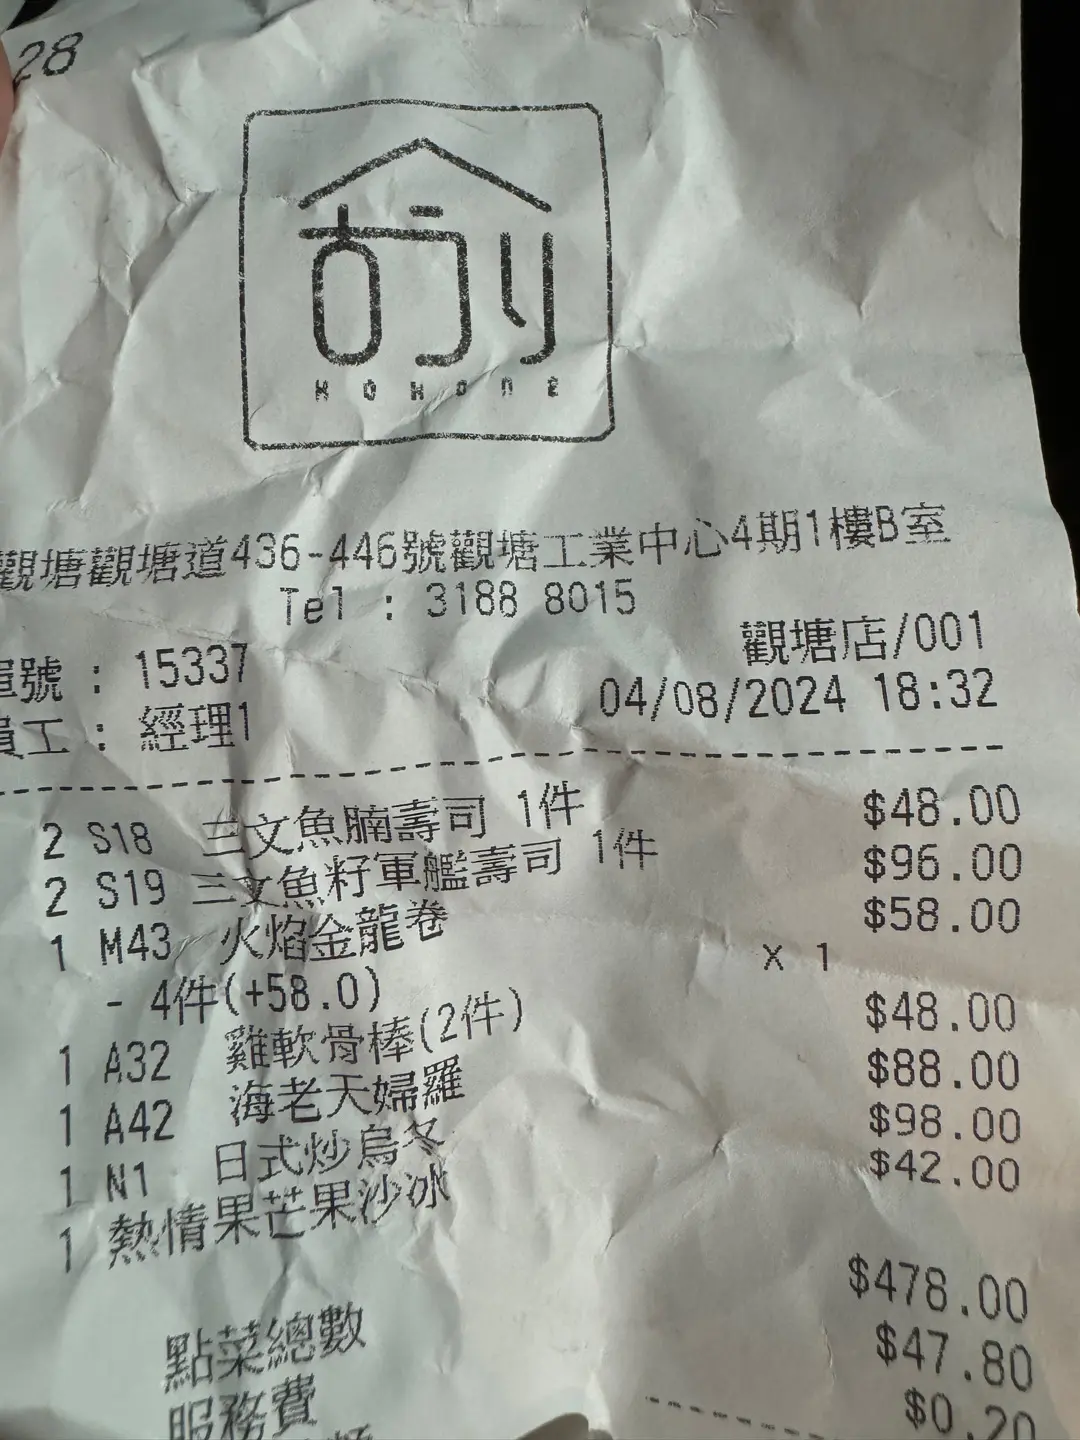 28
KOHONE
觀塘觀塘道436-446號觀塘工業中心4期1樓B室
Tel : 3188 8015
觀塘店/001
單號 : 15337
04/08/2024 18:32
員工 : 經理1
2 S18 三文魚腩壽司 1件 $48.00
2 S19 三文魚籽軍艦壽司 1件 $96.00
1 M43 火焰金龍卷 $58.00
- 4件(+58.0) X 1
1 A32 雞軟骨棒(2件) $48.00
1 A42 海老天婦羅 $88.00
1 N1 日式炒烏冬 $98.00
1 熱情果芒果沙冰 $42.00
點菜總數 $478.00
服務費 $47.80
$0.20